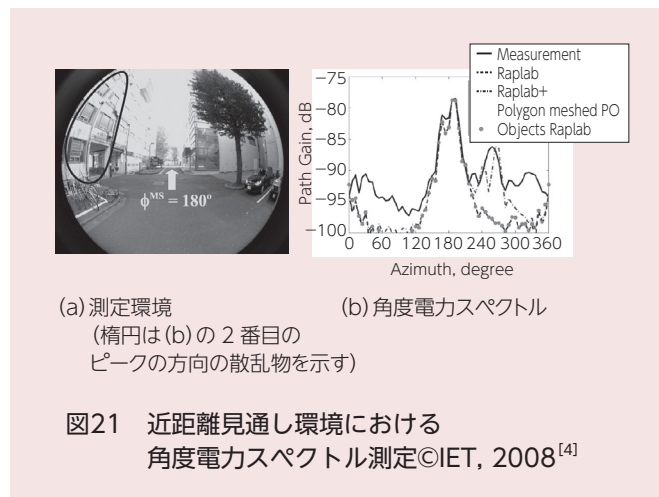 φMS = 180°
Measurement
Raplab
Raplab+
Polygon meshed PO
Objects Raplab
Path Gain, dB
−75
−80
−85
−90
−95
−100
0 60 120 180 240 300 360
Azimuth, degree
(a) 測定環境
(楕円は(b)の 2 番目の
ピークの方向の散乱物を示す)
(b) 角度電力スペクトル
図21 近距離見通し環境における
角度電力スペクトル測定©IET, 2008[4]